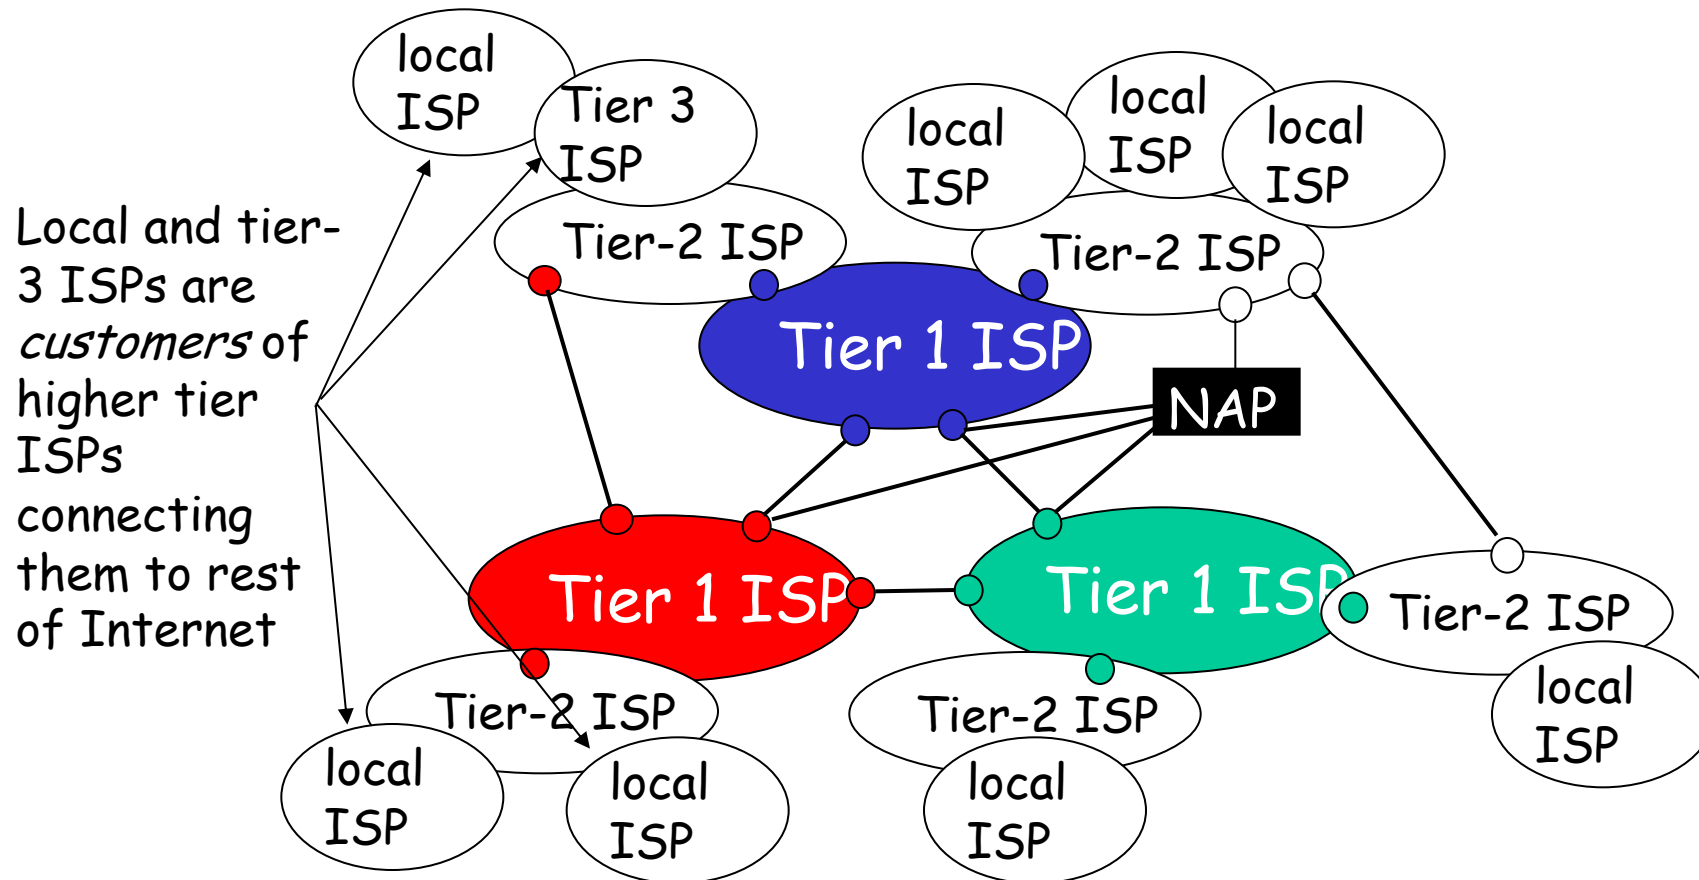 local
ISP
Tier 3
ISP
local
ISP
local
ISP
local
ISP
Local and tier-
3 ISPs are
customers of
higher tier
ISPs
connecting
them to rest
of Internet
Tier-2 ISP
Tier-2 ISP
Tier 1 ISP
NAP
Tier 1 ISP
Tier 1 ISP
Tier-2 ISP
local
ISP
Tier-2 ISP
local
ISP
local
ISP
Tier-2 ISP
local
ISP